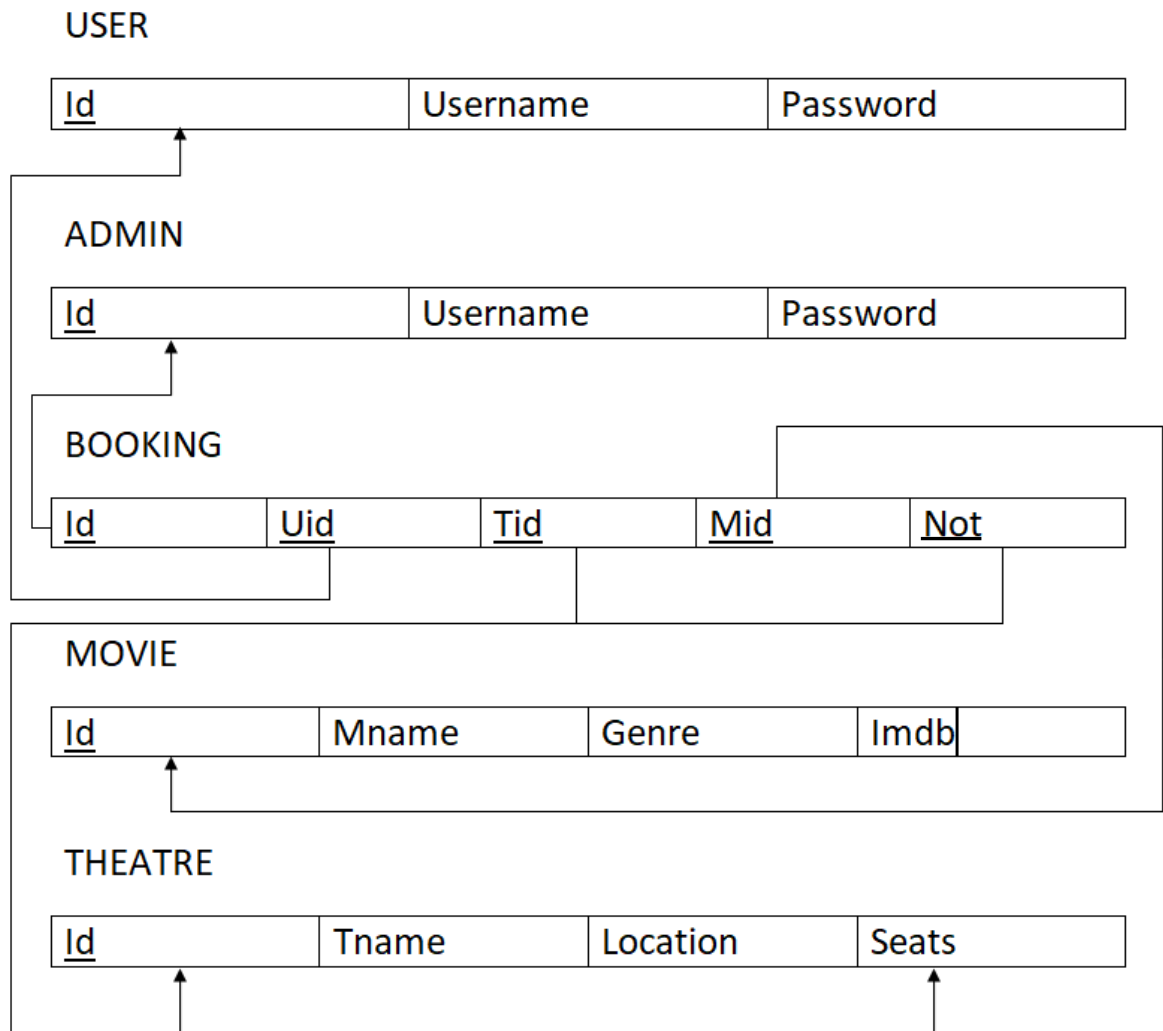 USER
Id Username Password
ADMIN
Id Username Password
BOOKING
Id Uid Tid Mid Not
MOVIE
Id Mname Genre Imdb
THEATRE
Id Tname Location Seats